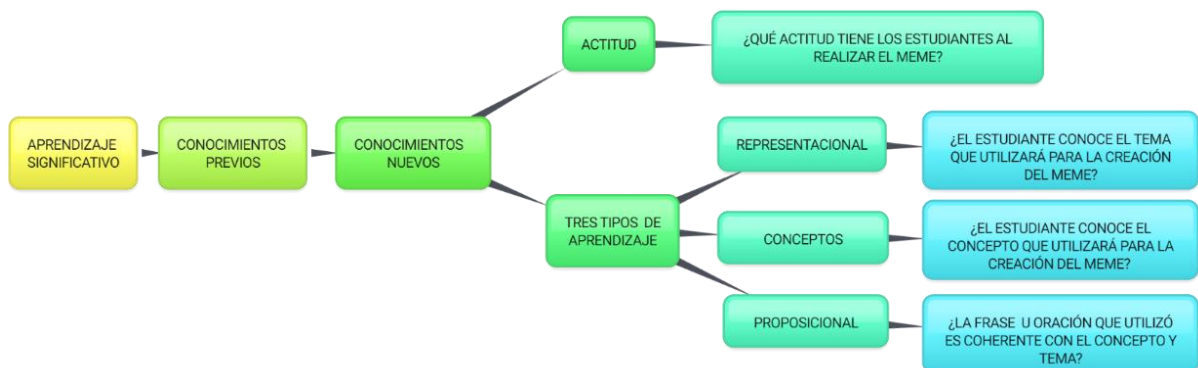 APRENDIZAJE
SIGNIFICATIVO
CONOCIMIENTOS
PREVIOS
CONOCIMIENTOS
NUEVOS
ACTITUD
¿QUÉ ACTITUD TIENE LOS ESTUDIANTES AL
REALIZAR EL MEME?
TRES TIPOS DE
APRENDIZAJE
REPRESENTACIONAL
¿EL ESTUDIANTE CONOCE EL TEMA
QUE UTILIZARÁ PARA LA CREACIÓN
DEL MEME?
CONCEPTOS
¿EL ESTUDIANTE CONOCE EL
CONCEPTO QUE UTILIZARÁ PARA LA
CREACIÓN DEL MEME?
PROPOSICIONAL
¿LA FRASE U ORACIÓN QUE UTILIZÓ
ES COHERENTE CON EL CONCEPTO Y
TEMA?